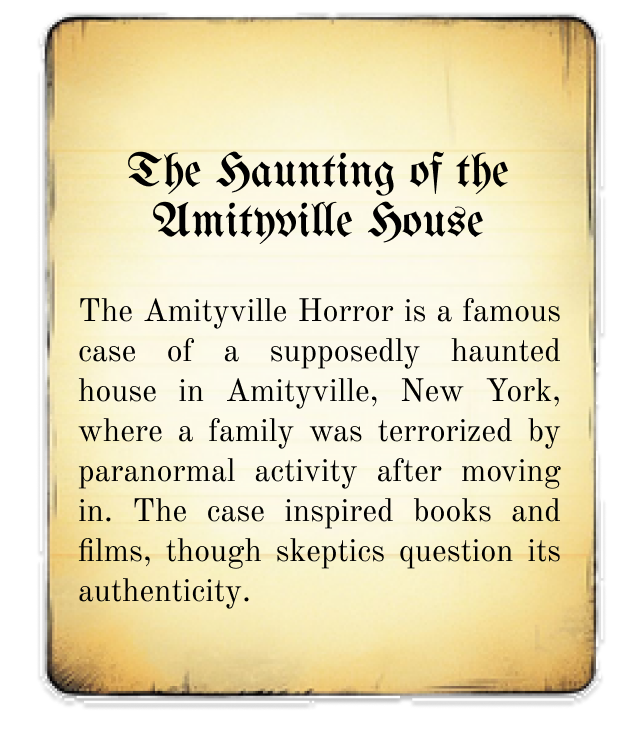 The Haunting of the
Amityville House
The Amityville Horror is a famous
case of a supposedly haunted
house in Amityville, New York,
where a family was terrorized by
paranormal activity after moving
in. The case inspired books and
films, though skeptics question its
authenticity.